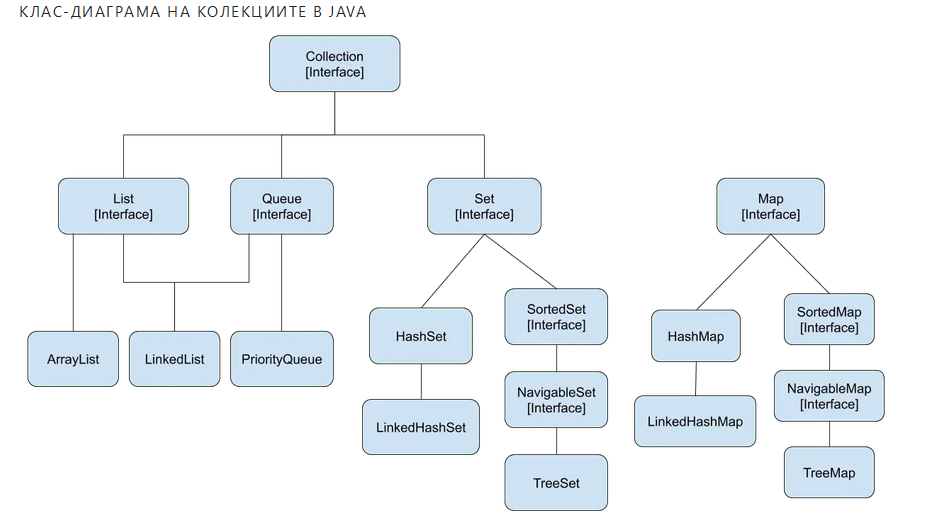 КЛАС-ДИАГРАМА НА КОЛЕКЦИИТЕ В JAVA
Collection
[Interface]
List
[Interface]
Queue
[Interface]
Set
[Interface]
Map
[Interface]
ArrayList
LinkedList
PriorityQueue
HashSet
SortedSet
[Interface]
LinkedHashSet
NavigableSet
[Interface]
TreeSet
HashMap
SortedMap
[Interface]
LinkedHashMap
NavigableMap
[Interface]
TreeMap